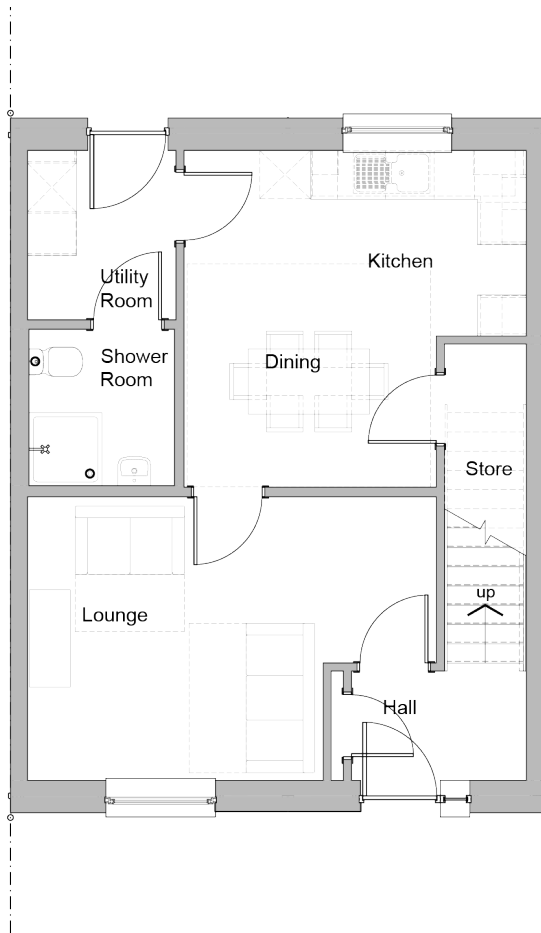 Kitchen
Utility
Room
Shower
Room
Dining
Store
up
Lounge
Hall